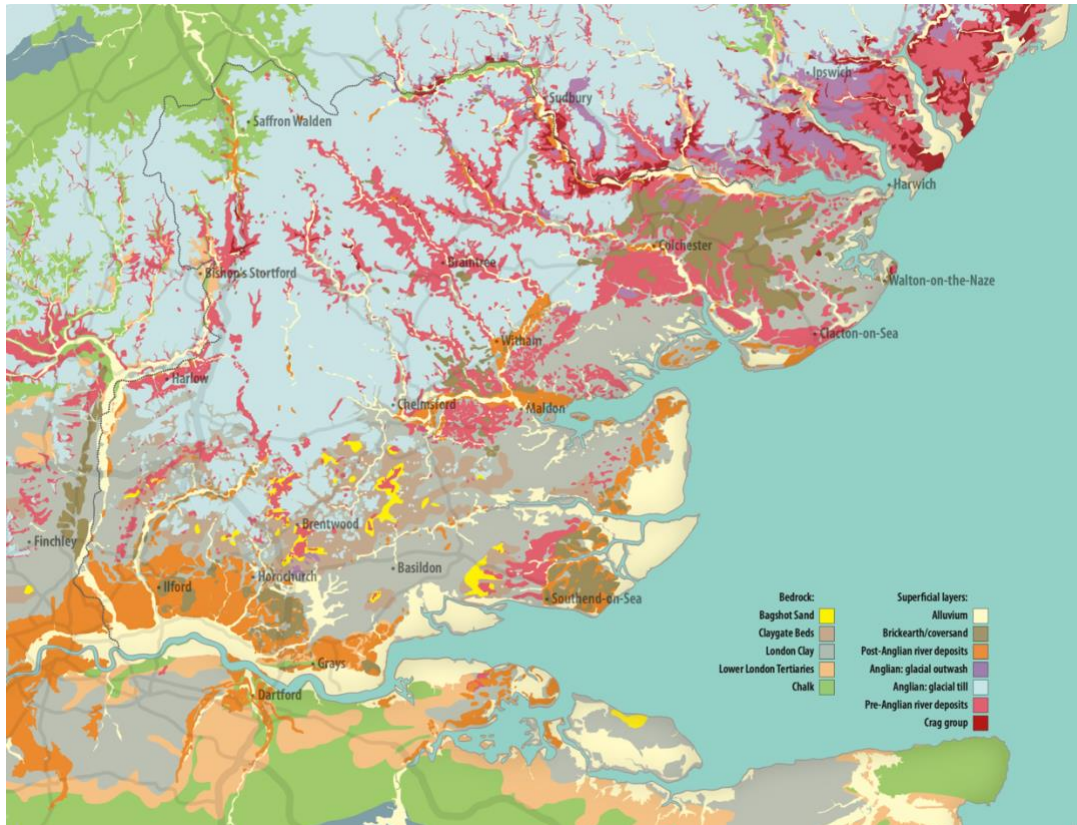 Ipswich
Sudbury
Saffron Walden
Harwich
Colchester
Braintree
Bishop's Stortford
Walton-on-the-Naze
Clacton-on-Sea
Witham
Harlow
Chelmsford
Maldon
Brentwood
Finchley
Basildon
Hornchurch
Ilford
Southend-on-Sea
Grays
Dartford
Bedrock:
Bagshot Sand
Claygate Beds
London Clay
Lower London Tertiaries
Chalk
Superficial layers:
Alluvium
Brickearth/coversand
Post-Anglian river deposits
Anglian: glacial outwash
Anglian: glacial till
Pre-Anglian river deposits
Crag group